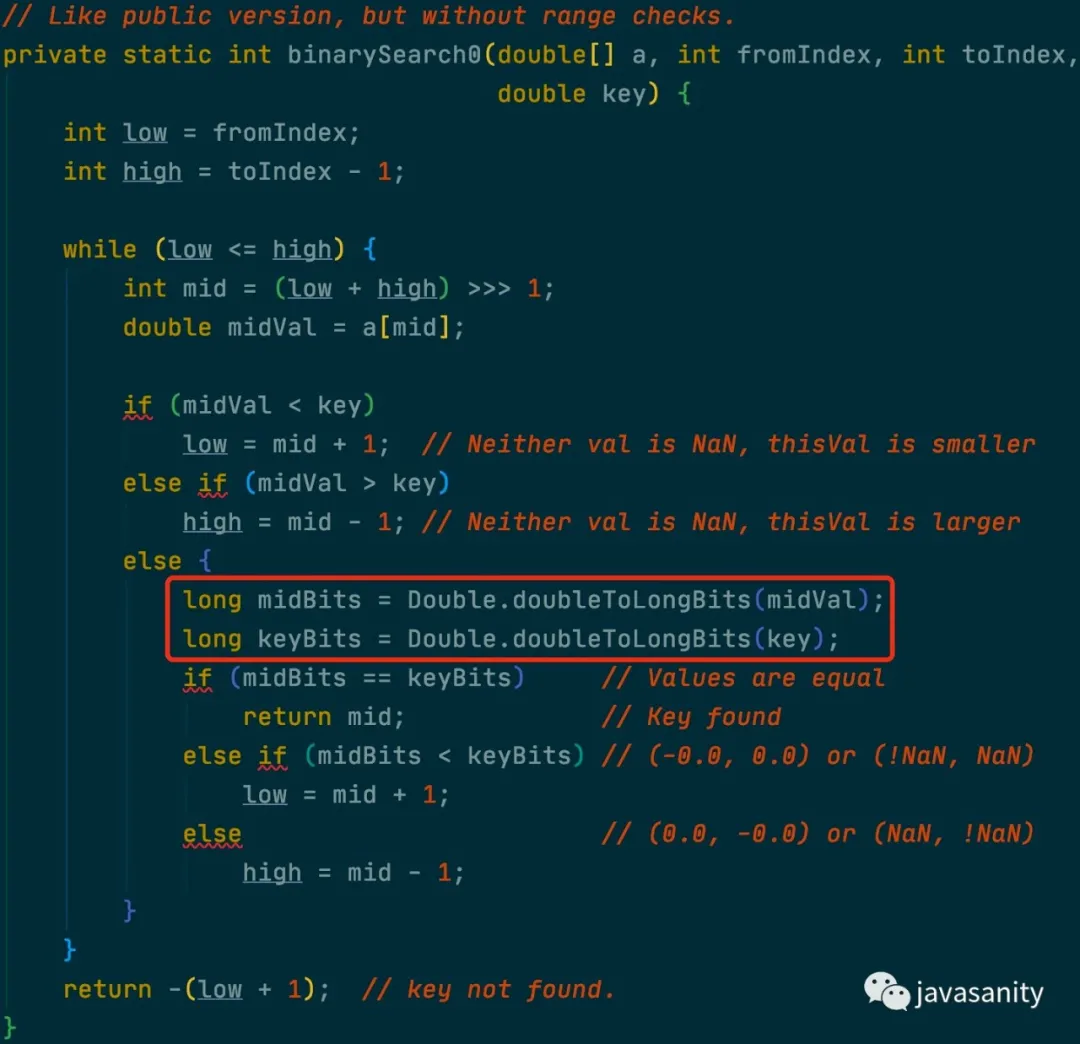 // Like public version, but without range checks.
private static int binarySearch0(double[] a, int fromIndex, int toIndex,
                                 double key) {
    int low = fromIndex;
    int high = toIndex - 1;

    while (low <= high) {
        int mid = (low + high) >>> 1;
        double midVal = a[mid];

        if (midVal < key)
            low = mid + 1;  // Neither val is NaN, thisVal is smaller
        else if (midVal > key)
            high = mid - 1; // Neither val is NaN, thisVal is larger
        else {
            long midBits = Double.doubleToLongBits(midVal);
            long keyBits = Double.doubleToLongBits(key);
            if (midBits == keyBits)     // Values are equal
                return mid;             // Key found
            else if (midBits < keyBits) // (-0.0, 0.0) or (!NaN, NaN)
                low = mid + 1;
            else                        // (0.0, -0.0) or (NaN, !NaN)
                high = mid - 1;
        }
    }
    return -(low + 1);  // key not found.
}
javasanity